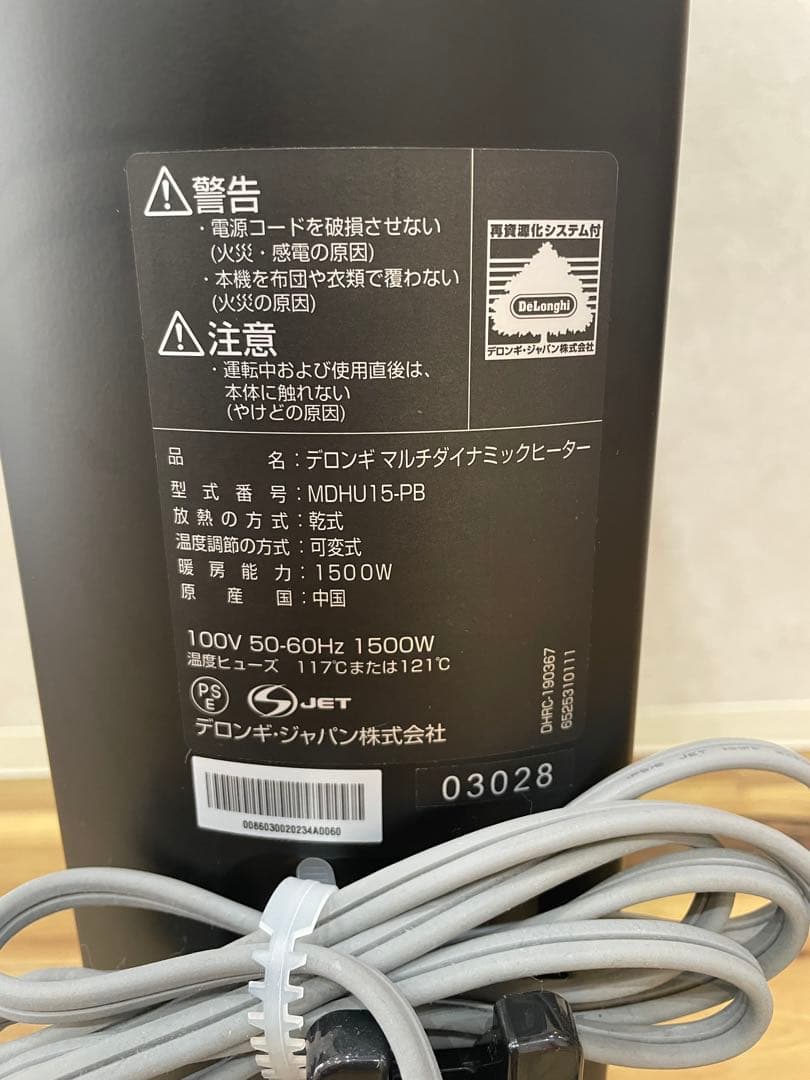 警告
・電源コードを破損させない
(火災・感電の原因)
・本機を布団や衣類で覆わない
(火災の原因)
注意
・運転中および使用直後は、
本体に触れない
(やけどの原因)
再資源化システム付
DeLonghi
デロンギ・ジャパン株式会社
品名：デロンギ マルチダイナミックヒーター
型式番号：MDHU15-PB
放熱の方式：乾式
温度調節の方式：可変式
暖房能力：1500W
原産国：中国
100V 50-60Hz 1500W
温度ヒューズ 117℃または121℃
PS
E
JET
デロンギ・ジャパン株式会社
DHRC-190367
6525310111
0086030020234A0060
03028